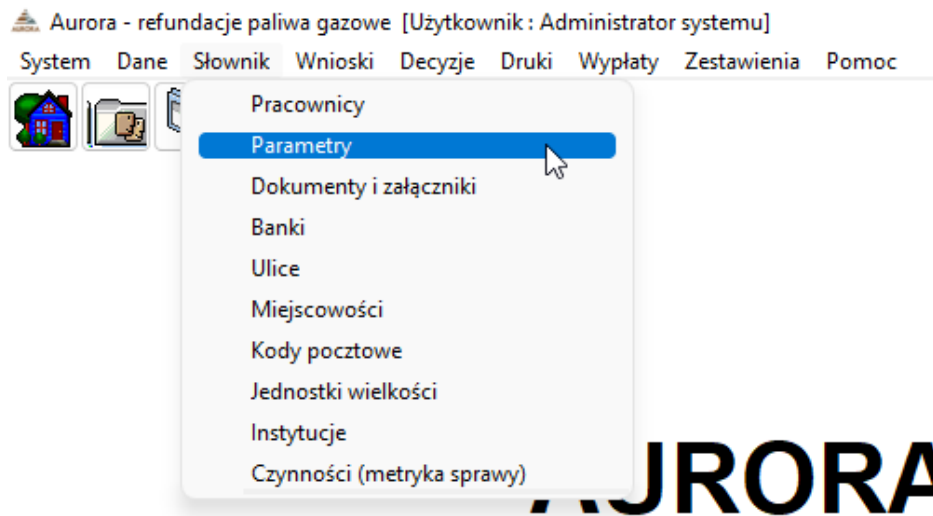 Aurora - refundacje paliwa gazowe [Użytkownik : Administrator systemu]
System Dane Słownik Wnioski Decyzje Druki Wypłaty Zestawienia Pomoc
Pracownicy
Parametry
Dokumenty i załączniki
Banki
Ulice
Miejscowości
Kody pocztowe
Jednostki wielkości
Instytucje
Czynności (metryka sprawy)
AURORA